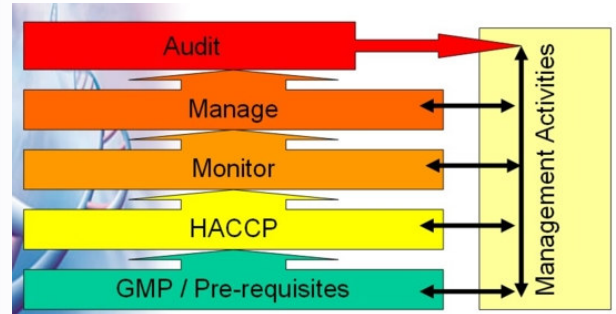 Audit
Manage
Monitor
HACCP
GMP / Pre-requisites
Management Activities